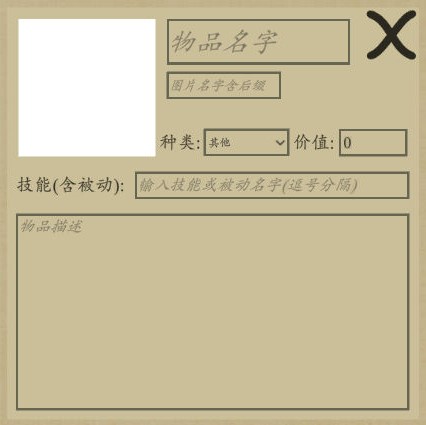 物品名字
图片名字含后缀
种类: 其他 价值: 0
技能(含被动): 输入技能或被动名字(逗号分隔)
物品描述